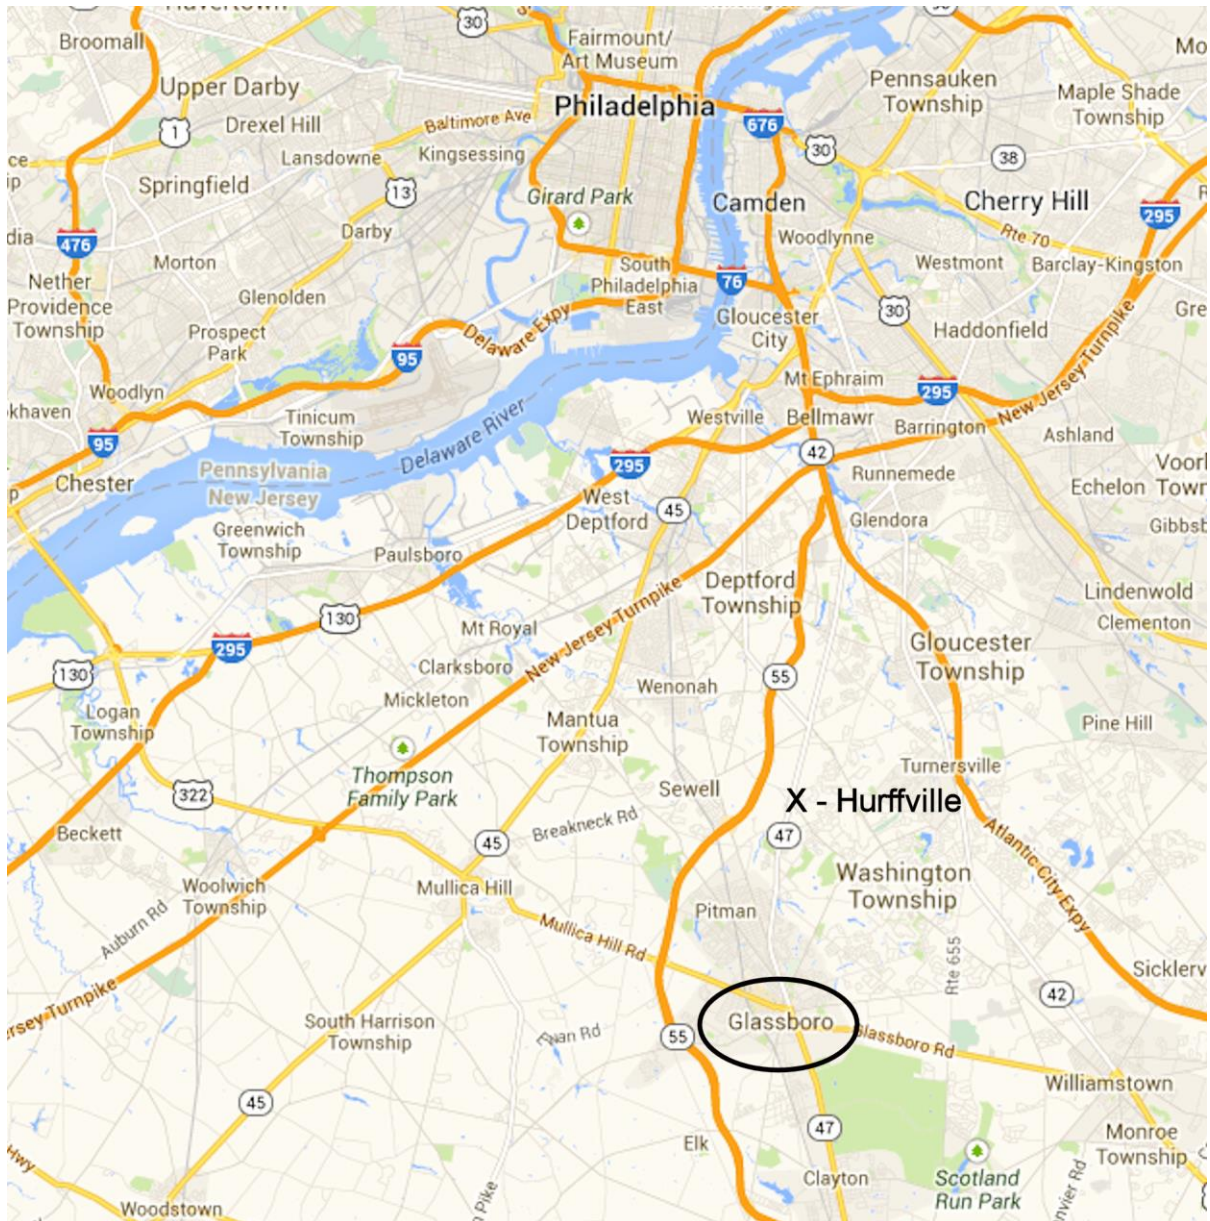 Havertown
Broomall
30
Fairmount/
Art Museum
Pennsauken
Township
Maple Shade
Township
Upper Darby
Philadelphia
676
1
Drexel Hill
Baltimore Ave
30
38
Lansdowne
Kingsessing
Springfield
13
Girard Park
Camden
Cherry Hill
295
476
Darby
Woodlynne
Rte 70
Morton
South
Philadelphia
East
76
Westmont
Barclay-Kingston
Nether
Providence
Township
Glenolden
Gloucester
City
30
Haddonfield
Prospect
Park
95
Delaware Expy
New Jersey Turnpike
Woodlyn
Mt Ephraim
295
Tinicum
Township
Westville
Bellmawr
Barrington
Ashland
95
Delaware River
42
Chester
Pennsylvania
New Jersey
295
Runnemede
Echelon
West
Deptford
45
Glendora
Greenwich
Township
Paulsboro
Deptford
Township
Lindenwold
Clementon
130
Mt Royal
New Jersey Turnpike
295
Gloucester
Township
130
Clarksboro
55
Mickleton
Wenonah
Logan
Township
Mantua
Township
Pine Hill
Thompson
Family Park
Turnersville
322
Sewell
X - Hurffville
Beckett
45
Breakneck Rd
47
Atlantic City Expy
Woolwich
Township
Mullica Hill
Washington
Township
Auburn Rd
Pitman
Mullica Hill Rd
Rte 655
42
South Harrison
Township
Glassboro
55
Glassboro Rd
Williamstown
45
47
Elk
Monroe
Township
Clayton
Scotland
Run Park
Woodstown